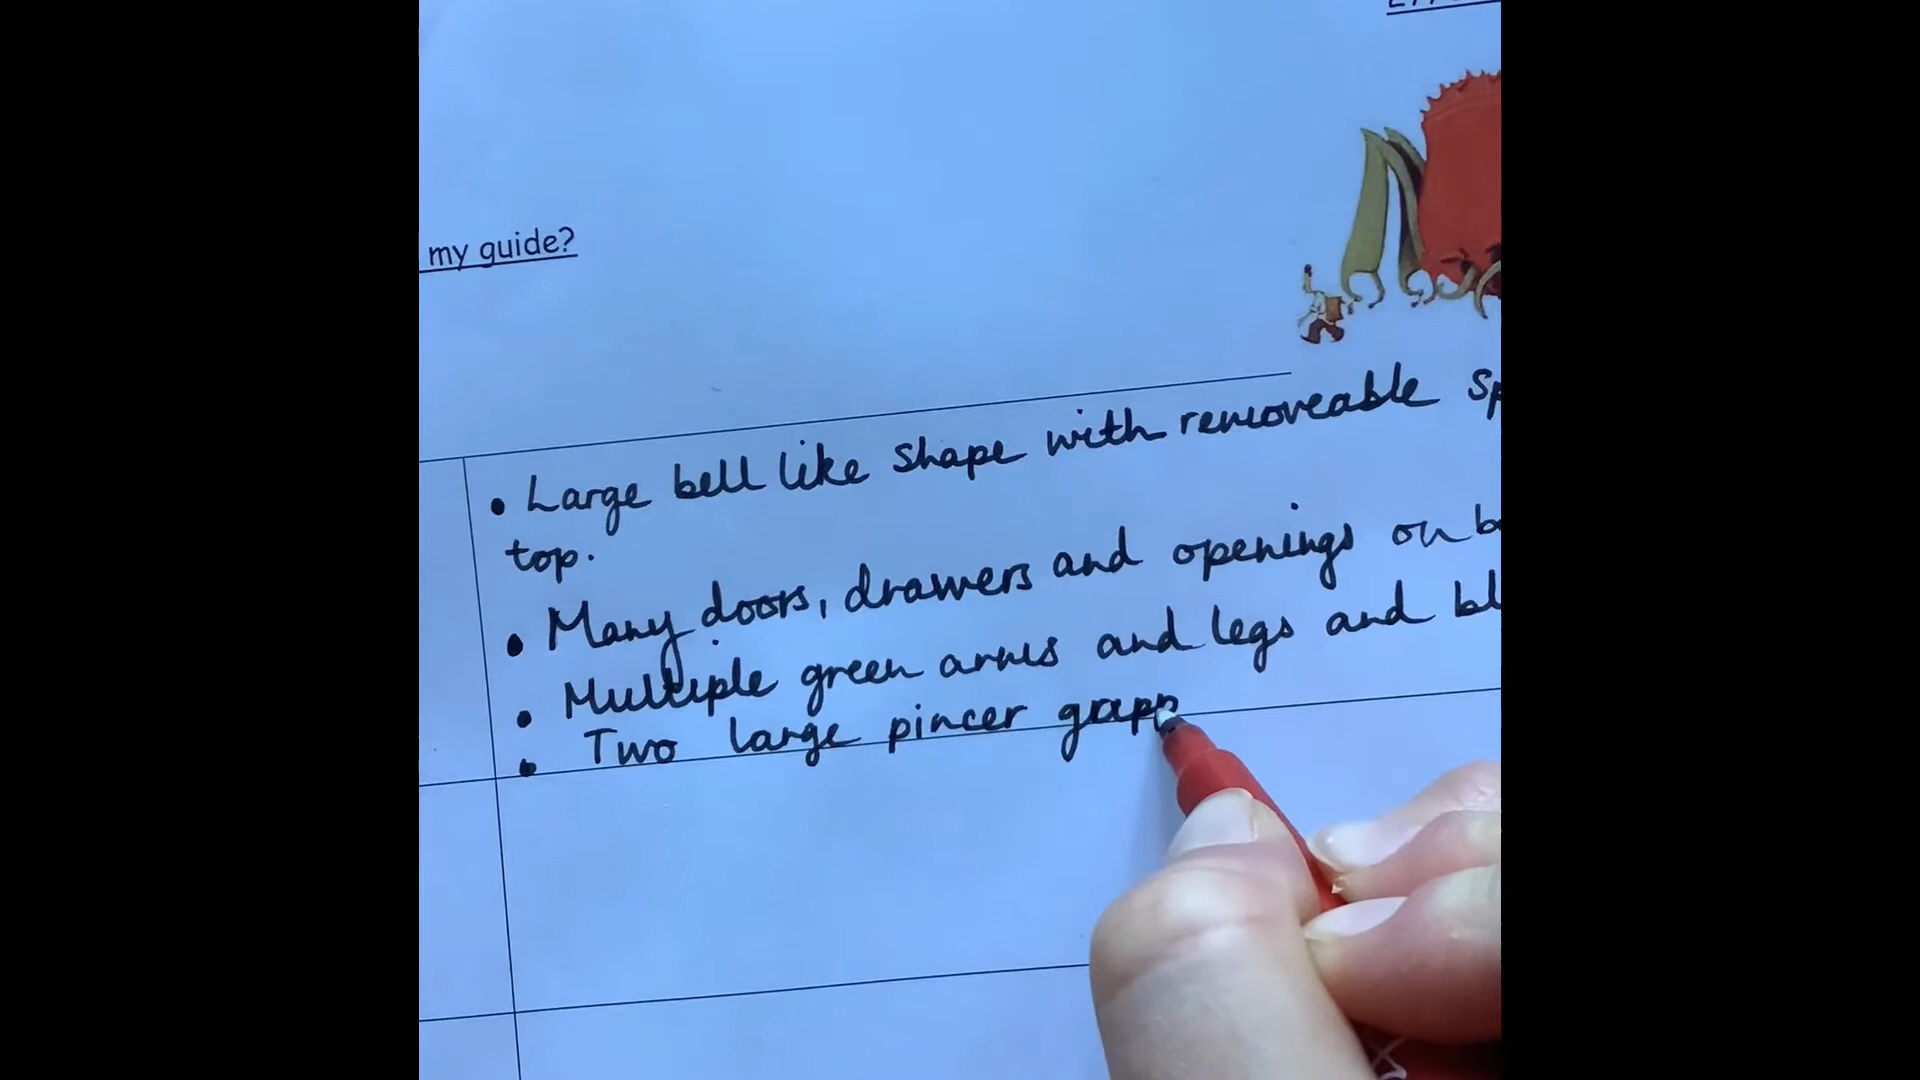 my guide?
• Large bell like shape with removeable
top.
• Many doors, drawers and openings on
• Multiple green arms and legs and
• Two large pincer grapp